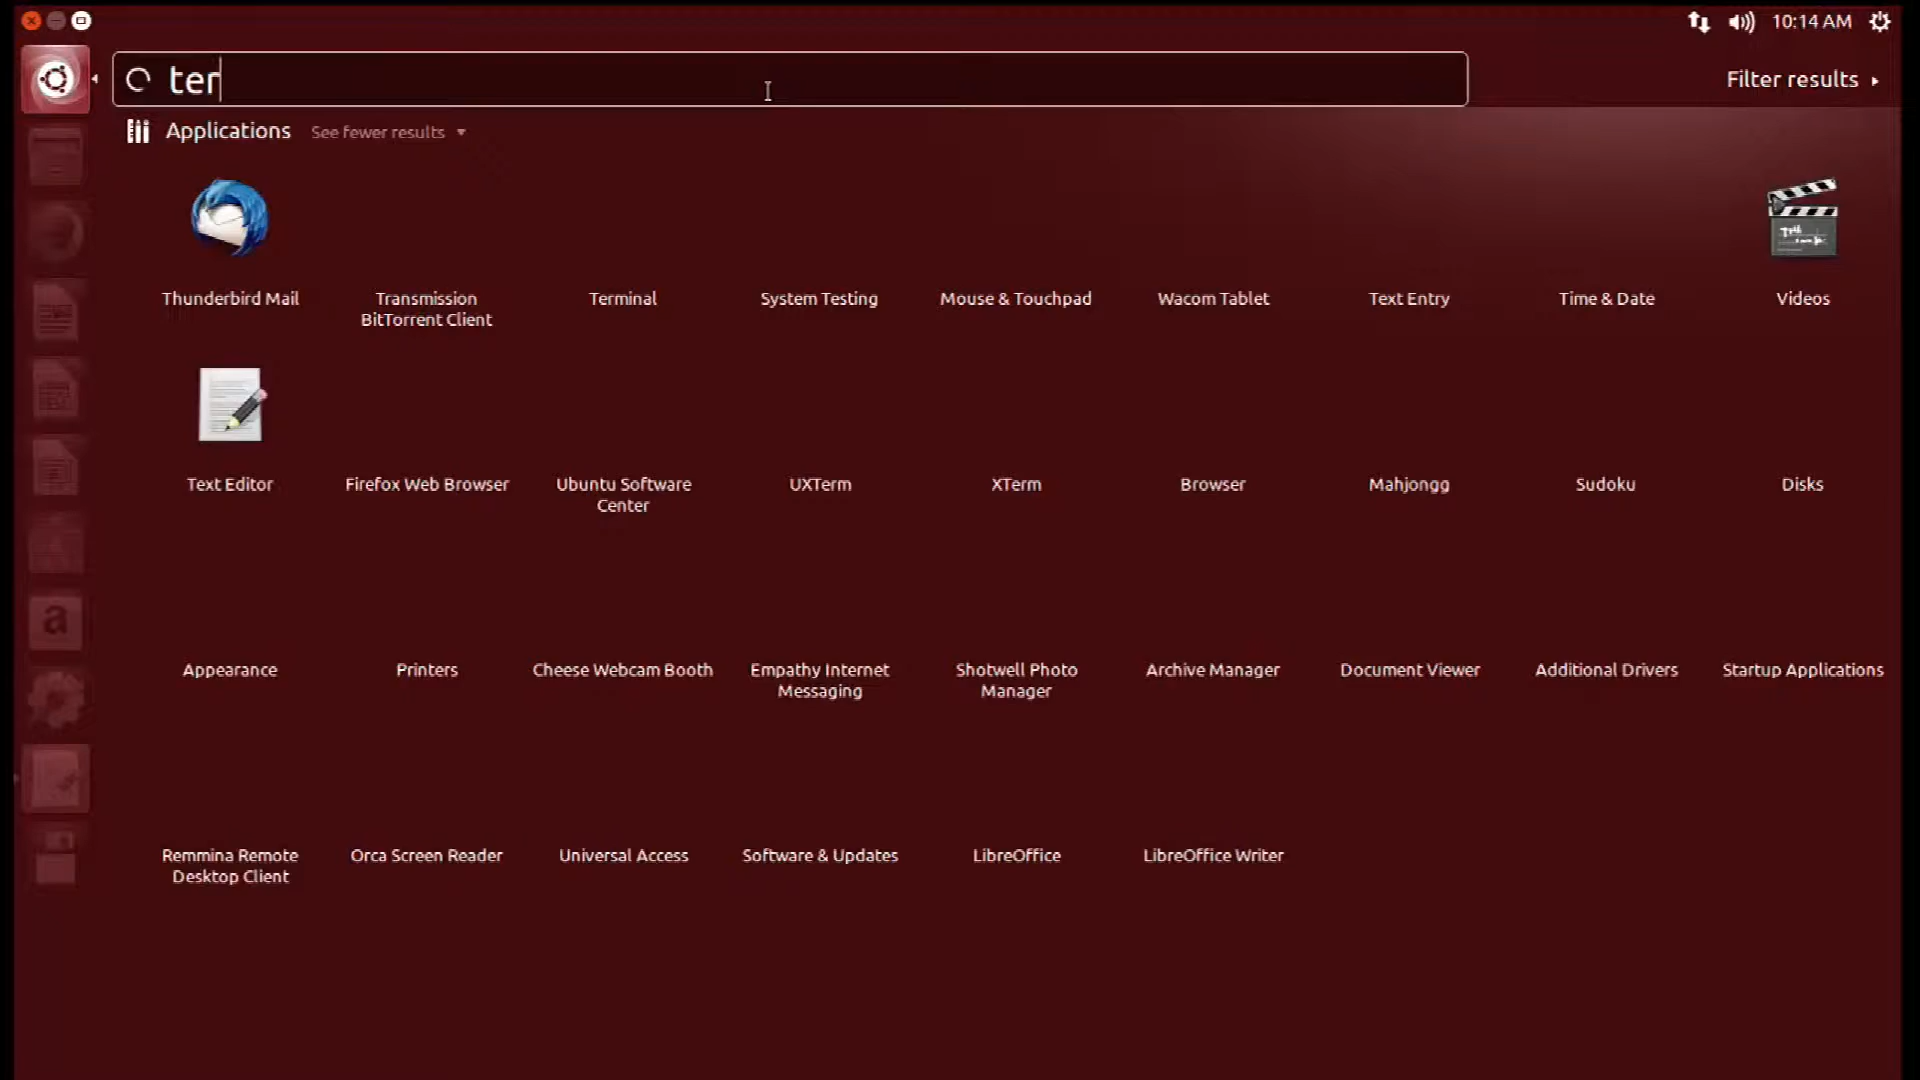 10:14 AM
ter
Filter results
Applications See fewer results
Thunderbird Mail
Transmission
BitTorrent Client
Terminal
System Testing
Mouse & Touchpad
Wacom Tablet
Text Entry
Time & Date
Videos
Text Editor
Firefox Web Browser
Ubuntu Software
Center
UXTerm
XTerm
Browser
Mahjongg
Sudoku
Disks
Appearance
Printers
Cheese Webcam Booth
Empathy Internet
Messaging
Shotwell Photo
Manager
Archive Manager
Document Viewer
Additional Drivers
Startup Applications
Remmina Remote
Desktop Client
Orca Screen Reader
Universal Access
Software & Updates
LibreOffice
LibreOffice Writer
a